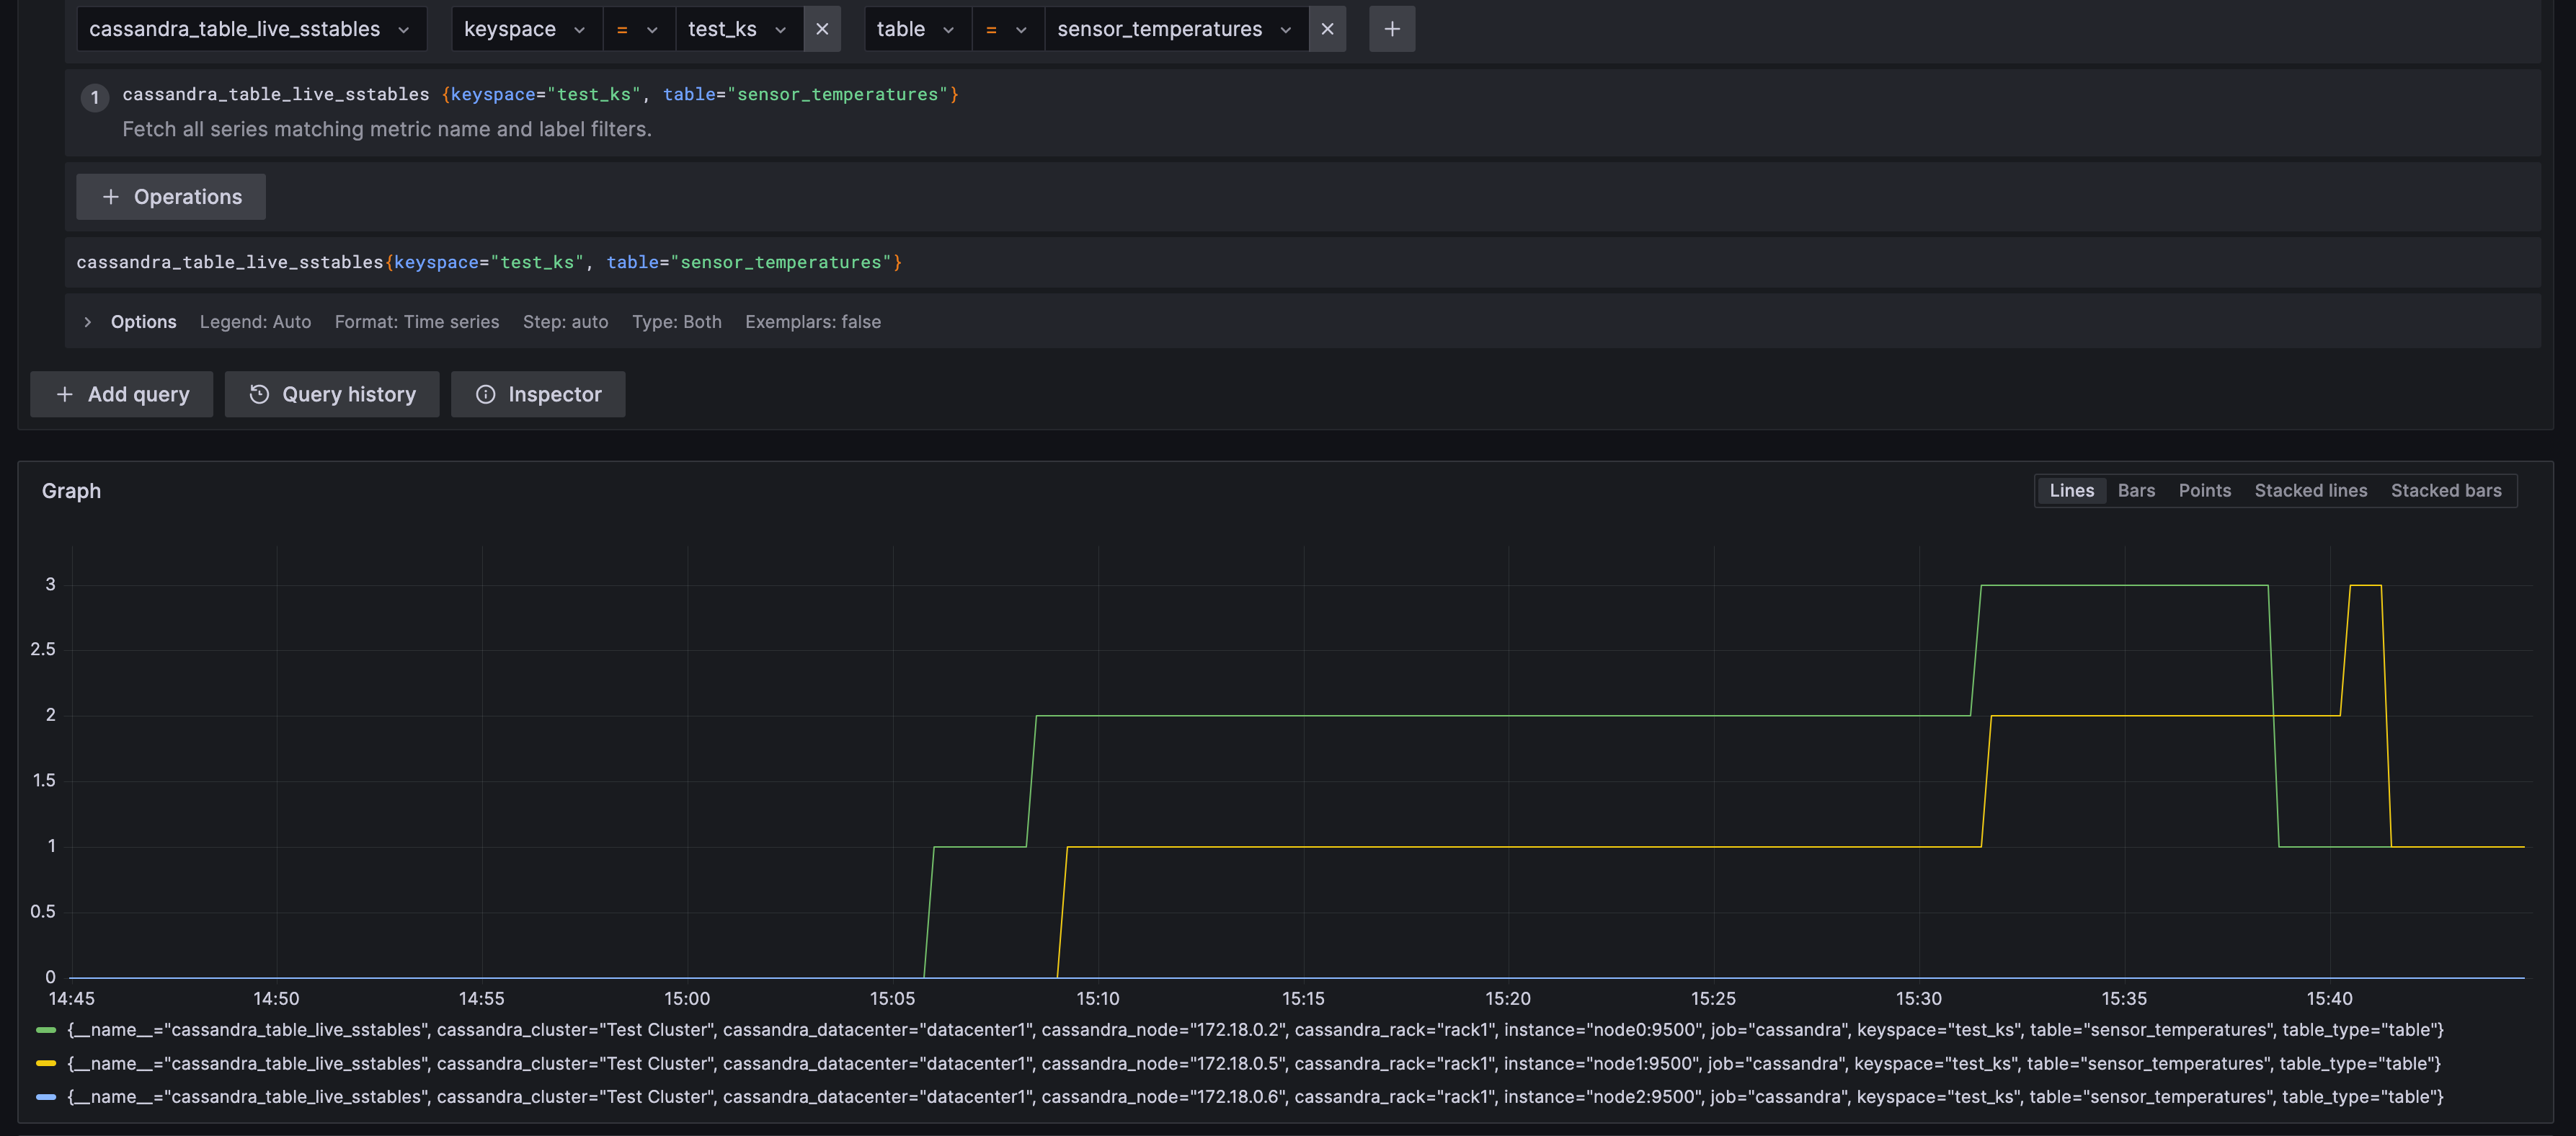 cassandra_table_live_sstables keyspace = test_ks table = sensor_temperatures
1 cassandra_table_live_sstables {keyspace="test_ks", table="sensor_temperatures"}
Fetch all series matching metric name and label filters.
+ Operations
cassandra_table_live_sstables{keyspace="test_ks", table="sensor_temperatures"}
Options Legend: Auto Format: Time series Step: auto Type: Both Exemplars: false
+ Add query Query history Inspector
Graph Lines Bars Points Stacked lines Stacked bars
3
2.5
2
1.5
1
0.5
0
14:45 14:50 14:55 15:00 15:05 15:10 15:15 15:20 15:25 15:30 15:35 15:40
{__name__="cassandra_table_live_sstables", cassandra_cluster="Test Cluster", cassandra_datacenter="datacenter1", cassandra_node="172.18.0.2", cassandra_rack="rack1", instance="node0:9500", job="cassandra", keyspace="test_ks", table="sensor_temperatures", table_type="table"}
{__name__="cassandra_table_live_sstables", cassandra_cluster="Test Cluster", cassandra_datacenter="datacenter1", cassandra_node="172.18.0.5", cassandra_rack="rack1", instance="node1:9500", job="cassandra", keyspace="test_ks", table="sensor_temperatures", table_type="table"}
{__name__="cassandra_table_live_sstables", cassandra_cluster="Test Cluster", cassandra_datacenter="datacenter1", cassandra_node="172.18.0.6", cassandra_rack="rack1", instance="node2:9500", job="cassandra", keyspace="test_ks", table="sensor_temperatures", table_type="table"}